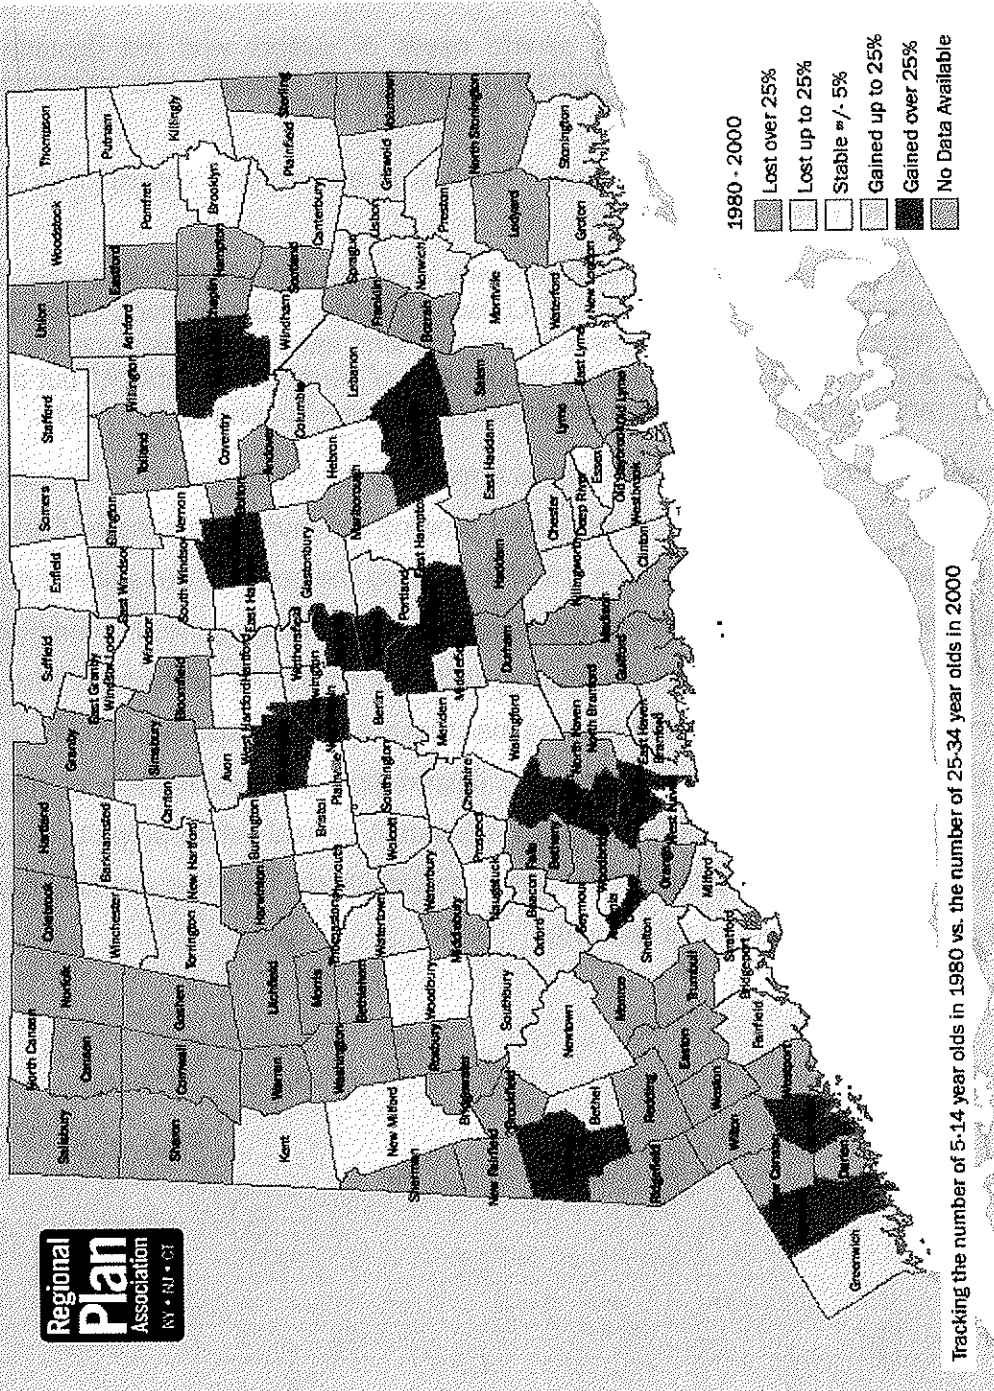 Regional
Plan
Association
NY • NJ • CT
Salisbury
North Canaan
Canaan
Norfolk
Colebrook
Hartland
Granby
Suffield
East Granby
Windsor Locks
Enfield
Somers
Stafford
Union
Woodstock
Thompson
Putnam
Sharon
Cornwall
Goshen
Winchester
Barkhamsted
Torrington
New Hartford
Canton
Simsbury
Bloomfield
Windsor
East Windsor
Ellington
South Windsor
Vernon
Tolland
Willington
Ashford
Eastford
Pomfret
Killingly
Brooklyn
Hampton
Chaplin
Kent
Warren
Litchfield
Harwinton
Burlington
Avon
West Hartford
Hartford
East Ha
Bolton
Coventry
Andover
Columbia
Windham
Scotland
Canterbury
Plainfield
Sterling
New Milford
Washington
Morris
Bethlehem
Thomaston
Plymouth
Bristol
Plainville
Wethersfield
Glastonbury
Hebron
Marlborough
Lebanon
Franklin
Sprague
Lisbon
Griswold
Voluntown
Sherman
Bridgewater
Roxbury
Woodbury
Watertown
Middlebury
Waterbury
Wolcott
Southington
Berlin
Portland
East Hampton
Bozrah
Norwich
Preston
North Stonington
New Fairfield
Brookfield
Southbury
Oxford
Naugatuck
Prospect
Cheshire
Meriden
Middlefield
Haddam
East Haddam
Salem
Montville
Ledyard
Bethel
Newtown
Seymour
Beacon
Falls
Bethany
Wallingford
Durham
Chester
Lyme
East Lyme
Waterford
New London
Groton
Stonington
Ridgefield
Redding
Monroe
Shelton
Woodbridge
North Haven
North Branford
Guilford
Madison
Killingworth
Deep River
Essex
Old Saybrook
Old Lyme
Westbrook
Clinton
East Haven
Branford
Orange
West Haven
Milford
Stratford
Trumbull
Bridgeport
Easton
Weston
Fairfield
Westport
Wilton
New Canaan
Darien
Greenwich
1980 - 2000
Lost over 25%
Lost up to 25%
Stable =/- 5%
Gained up to 25%
Gained over 25%
No Data Available
Tracking the number of 5-14 year olds in 1980 vs. the number of 25-34 year olds in 2000